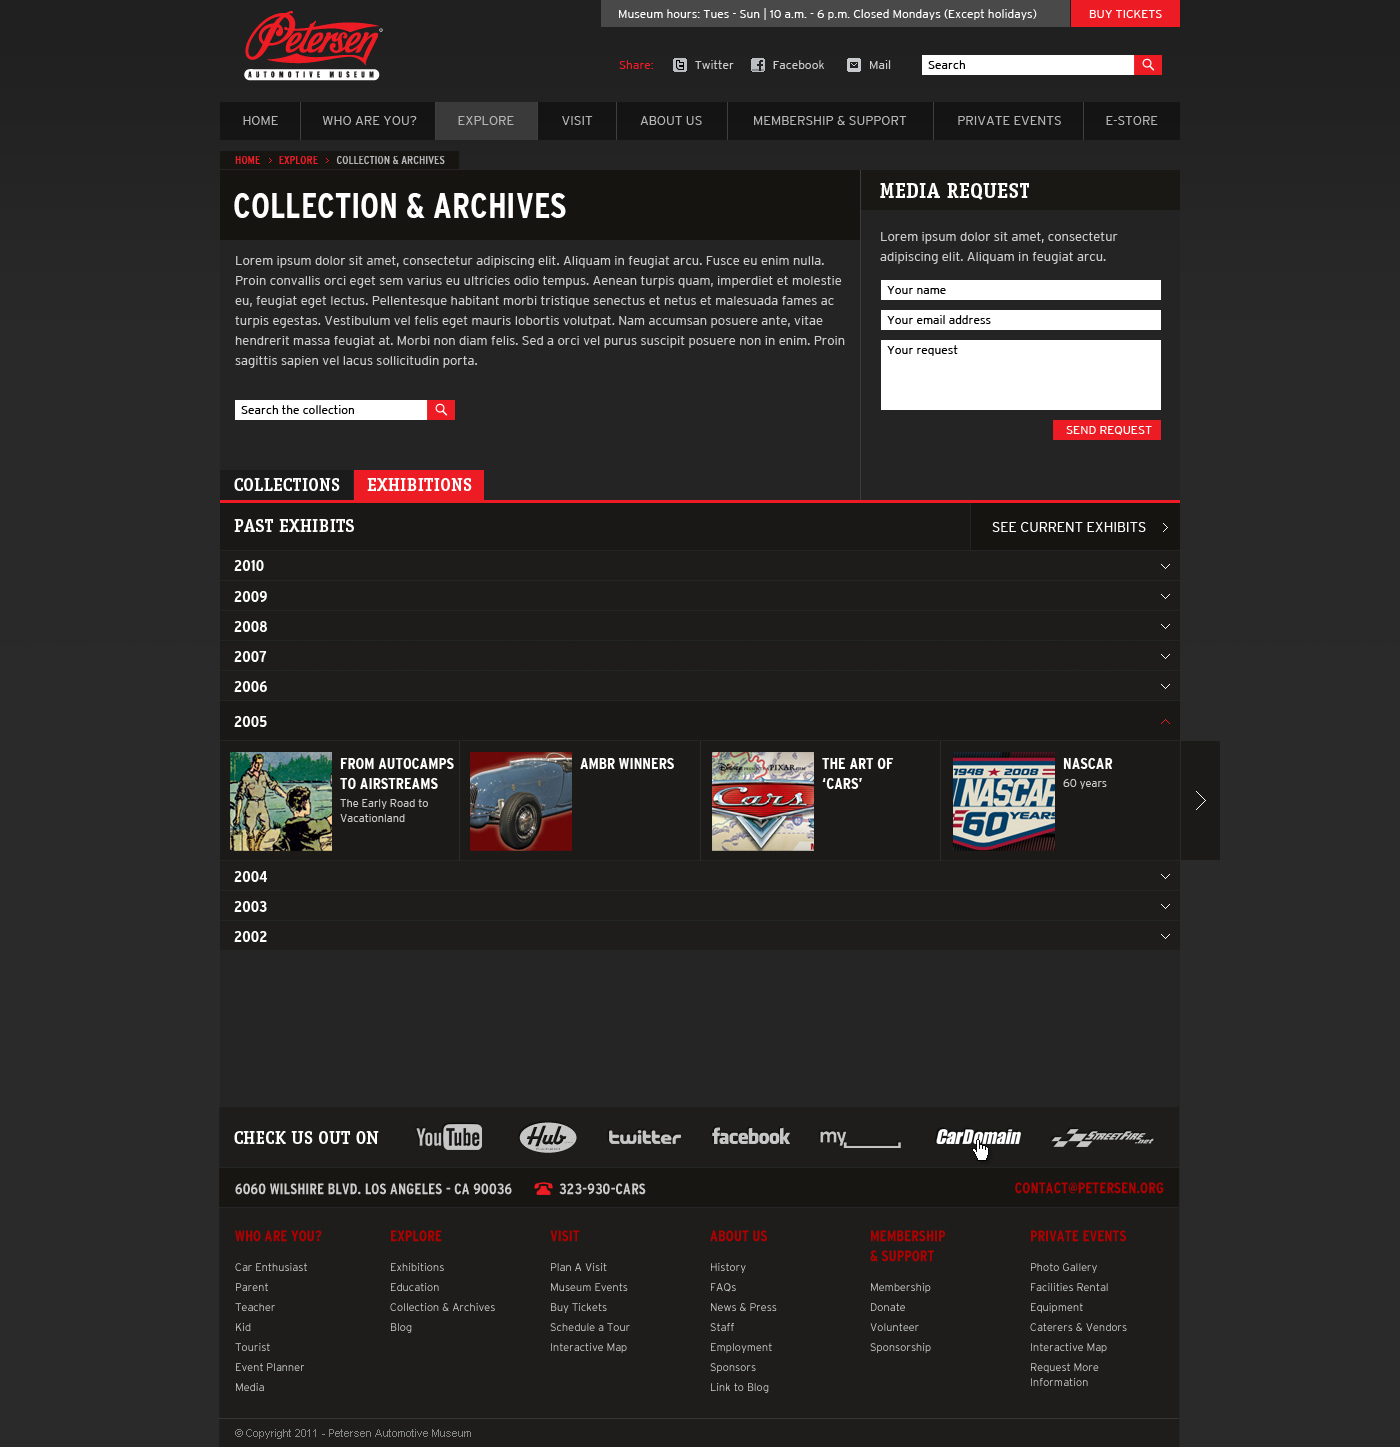 Museum hours: Tues - Sun | 10 a.m. - 6 p.m. Closed Mondays (Except holidays)
BUY TICKETS
Petersen
AUTOMOTIVE MUSEUM
Share:
Twitter
Facebook
Mail
Search
HOME
WHO ARE YOU?
EXPLORE
VISIT
ABOUT US
MEMBERSHIP & SUPPORT
PRIVATE EVENTS
E-STORE
HOME > EXPLORE > COLLECTION & ARCHIVES
COLLECTION & ARCHIVES
Lorem ipsum dolor sit amet, consectetur adipiscing elit. Aliquam in feugiat arcu. Fusce eu enim nulla.
Proin convallis orci eget sem varius eu ultricies odio tempus. Aenean turpis quam, imperdiet et molestie
eu, feugiat eget lectus. Pellentesque habitant morbi tristique senectus et netus et malesuada fames ac
turpis egestas. Vestibulum vel felis eget mauris lobortis volutpat. Nam accumsan posuere ante, vitae
hendrerit massa feugiat at. Morbi non diam felis. Sed a orci vel purus suscipit posuere non in enim. Proin
sagittis sapien vel lacus sollicitudin porta.
Search the collection
MEDIA REQUEST
Lorem ipsum dolor sit amet, consectetur
adipiscing elit. Aliquam in feugiat arcu.
Your name
Your email address
Your request
SEND REQUEST
COLLECTIONS
EXHIBITIONS
PAST EXHIBITS
SEE CURRENT EXHIBITS
2010
2009
2008
2007
2006
2005
FROM AUTOCAMPS
TO AIRSTREAMS
The Early Road to
Vacationland
AMBR WINNERS
Disney PIXAR
Cars
THE ART OF
‘CARS’
1948 ★ 2008
NASCAR
60 YEARS
NASCAR
60 years
2004
2003
2002
CHECK US OUT ON
YouTube
Hub
twitter
facebook
my
CarDomain
STREETFIRE.net
6060 WILSHIRE BLVD. LOS ANGELES - CA 90036
323-930-CARS
CONTACT@PETERSEN.ORG
WHO ARE YOU?
Car Enthusiast
Parent
Teacher
Kid
Tourist
Event Planner
Media
EXPLORE
Exhibitions
Education
Collection & Archives
Blog
VISIT
Plan A Visit
Museum Events
Buy Tickets
Schedule a Tour
Interactive Map
ABOUT US
History
FAQs
News & Press
Staff
Employment
Sponsors
Link to Blog
MEMBERSHIP
& SUPPORT
Membership
Donate
Volunteer
Sponsorship
PRIVATE EVENTS
Photo Gallery
Facilities Rental
Equipment
Caterers & Vendors
Interactive Map
Request More
Information
© Copyright 2011 - Petersen Automotive Museum